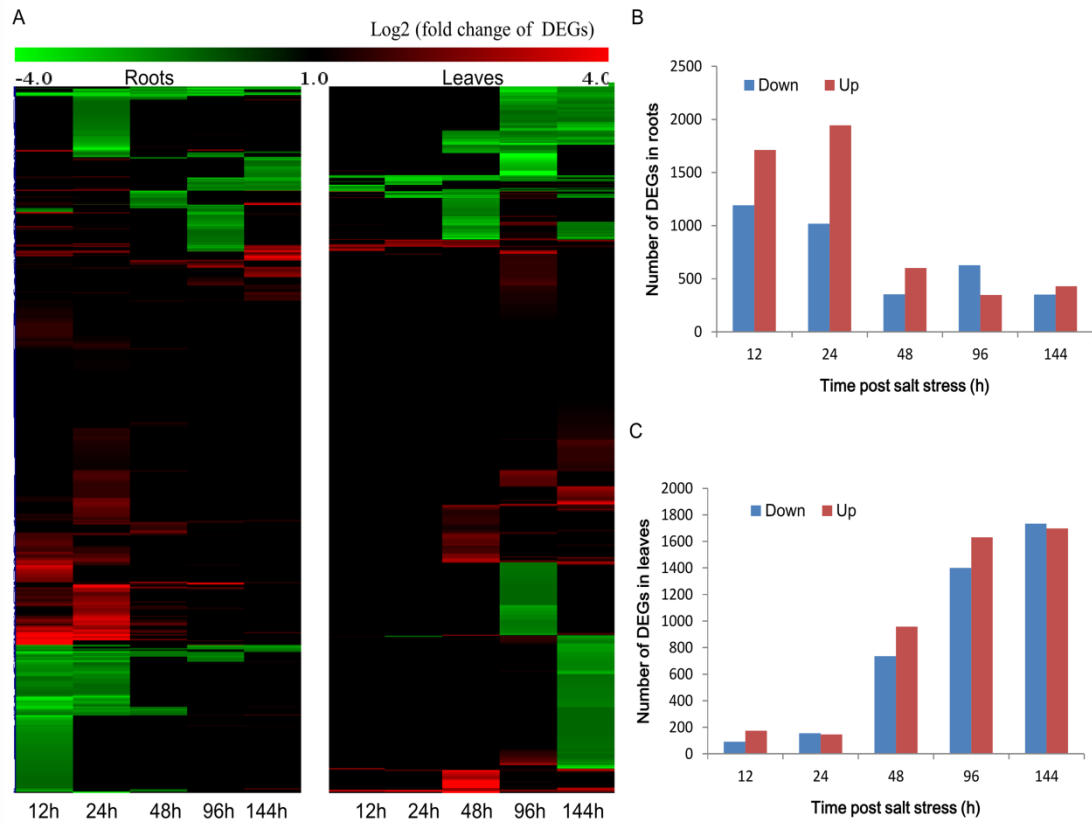 A
Log2 (fold change of DEGs)
-4.0 Roots 1.0 Leaves 4.0
12h 24h 48h 96h 144h 12h 24h 48h 96h 144h
B
Number of DEGs in roots
2500
2000
1500
1000
500
0
Down Up
12 24 48 96 144
Time post salt stress (h)
C
Number of DEGs in leaves
2000
1800
1600
1400
1200
1000
800
600
400
200
0
Down Up
12 24 48 96 144
Time post salt stress (h)